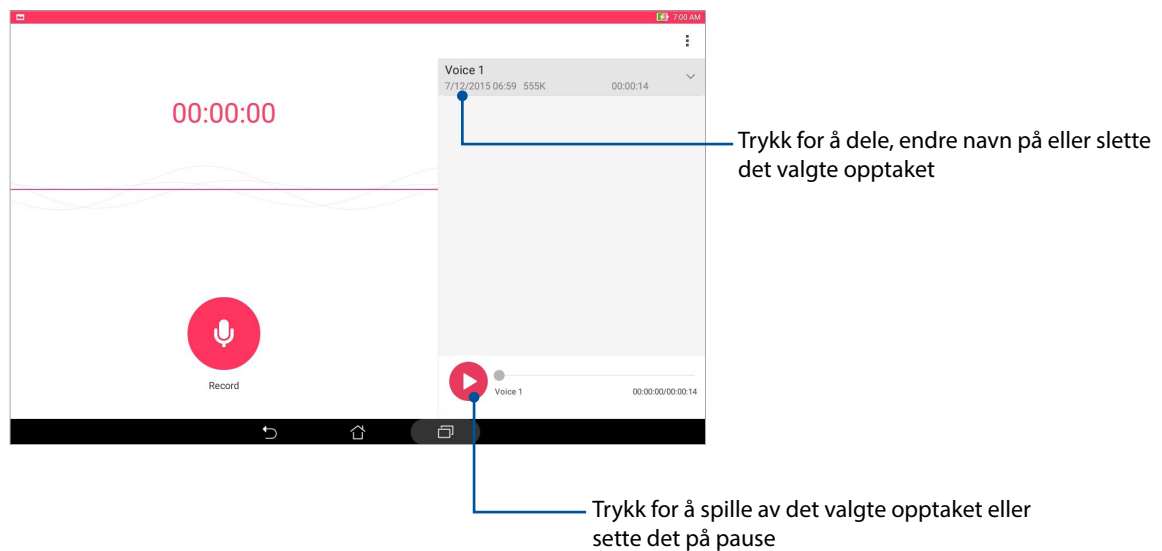 7:00 AM
Voice 1
7/12/2015 06:59 555K 00:00:14
00:00:00
Trykk for å dele, endre navn på eller slette
det valgte opptaket
Record
Voice 1 00:00:00/00:00:14
Trykk for å spille av det valgte opptaket eller
sette det på pause